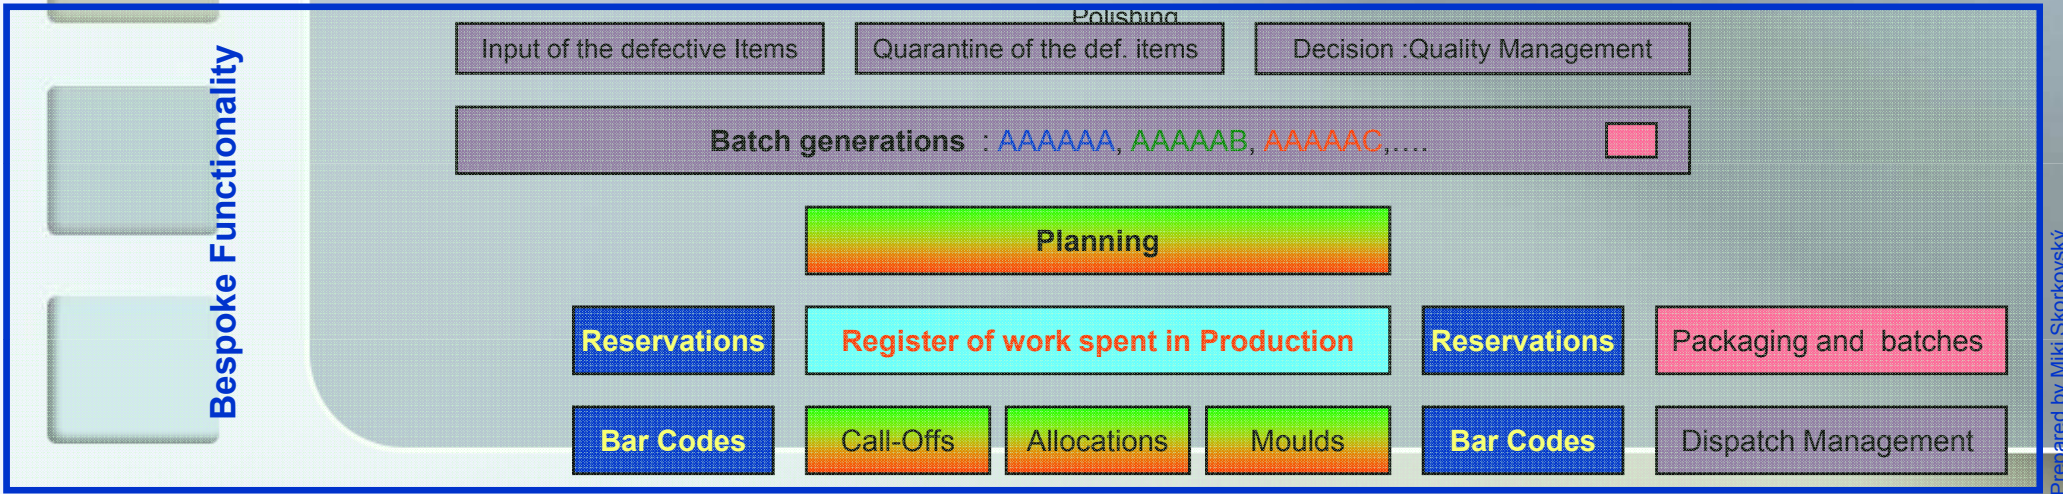 Polishing
Input of the defective Items
Quarantine of the def. items
Decision :Quality Management
Batch generations : AAAAAA, AAAAAB, AAAAAC,....
Planning
Reservations
Register of work spent in Production
Reservations
Packaging and batches
Bar Codes
Call-Offs
Allocations
Moulds
Bar Codes
Dispatch Management
Bespoke Functionality
Prepared by Miki Skorkovský